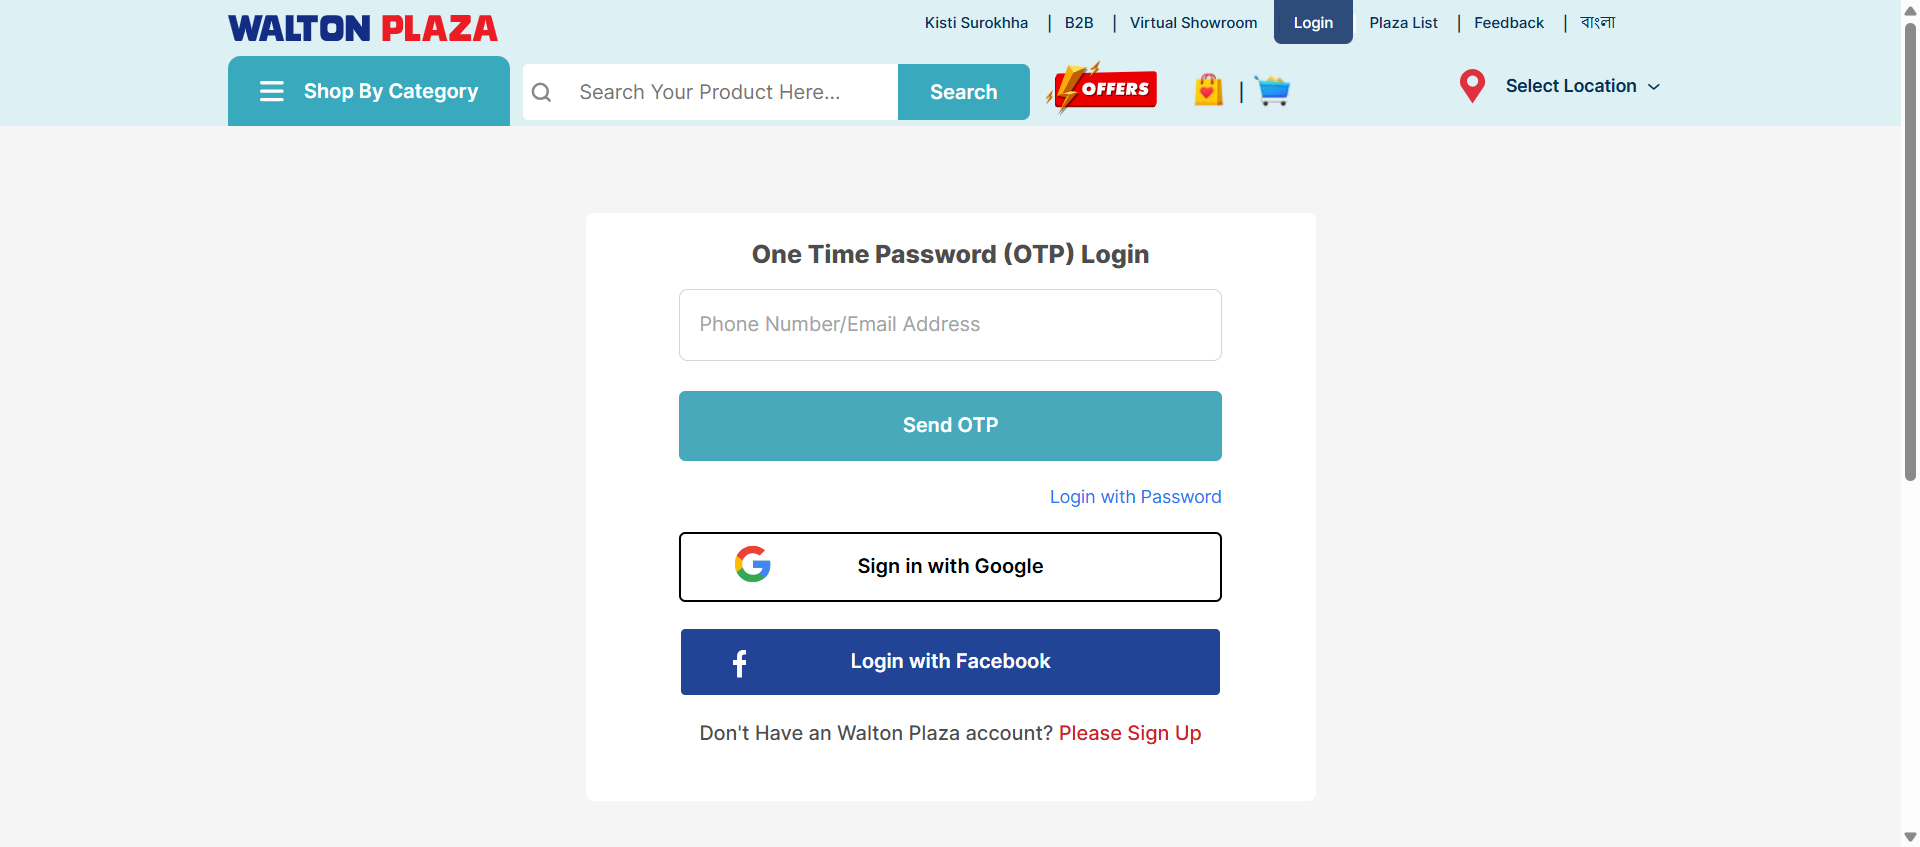 WALTON PLAZA
Kisti Surokhha | B2B | Virtual Showroom Login Plaza List | Feedback | বাংলা
Shop By Category
Search Your Product Here...
Search
OFFERS
|
Select Location
One Time Password (OTP) Login
Phone Number/Email Address
Send OTP
Login with Password
Sign in with Google
Login with Facebook
Don't Have an Walton Plaza account? Please Sign Up